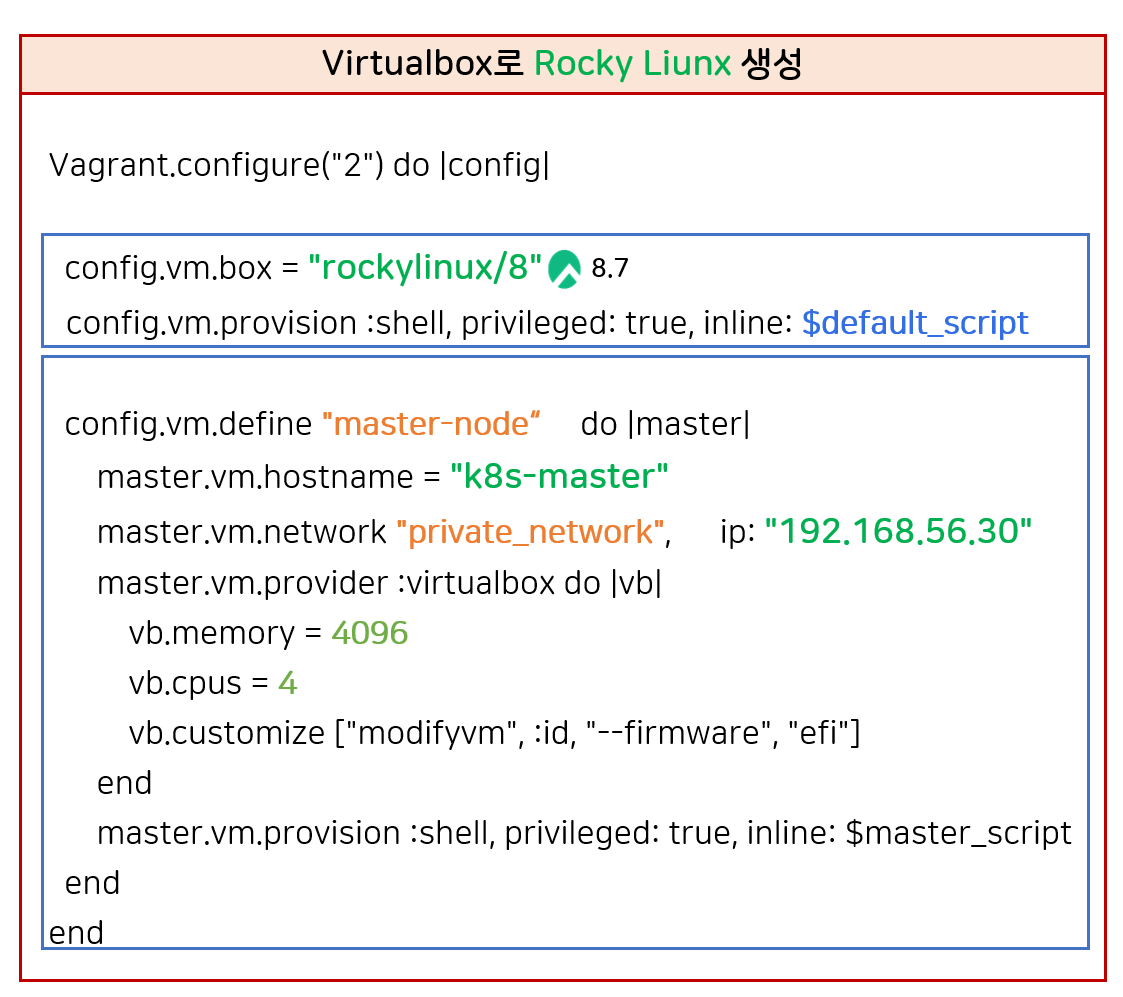 Virtualbox로 Rocky Liunx 생성
Vagrant.configure("2") do |config|
config.vm.box = "rockylinux/8" 8.7
config.vm.provision :shell, privileged: true, inline: $default_script
config.vm.define "master-node“ do |master|
master.vm.hostname = "k8s-master"
master.vm.network "private_network", ip: "192.168.56.30"
master.vm.provider :virtualbox do |vb|
vb.memory = 4096
vb.cpus = 4
vb.customize ["modifyvm", :id, "--firmware", "efi"]
end
master.vm.provision :shell, privileged: true, inline: $master_script
end
end